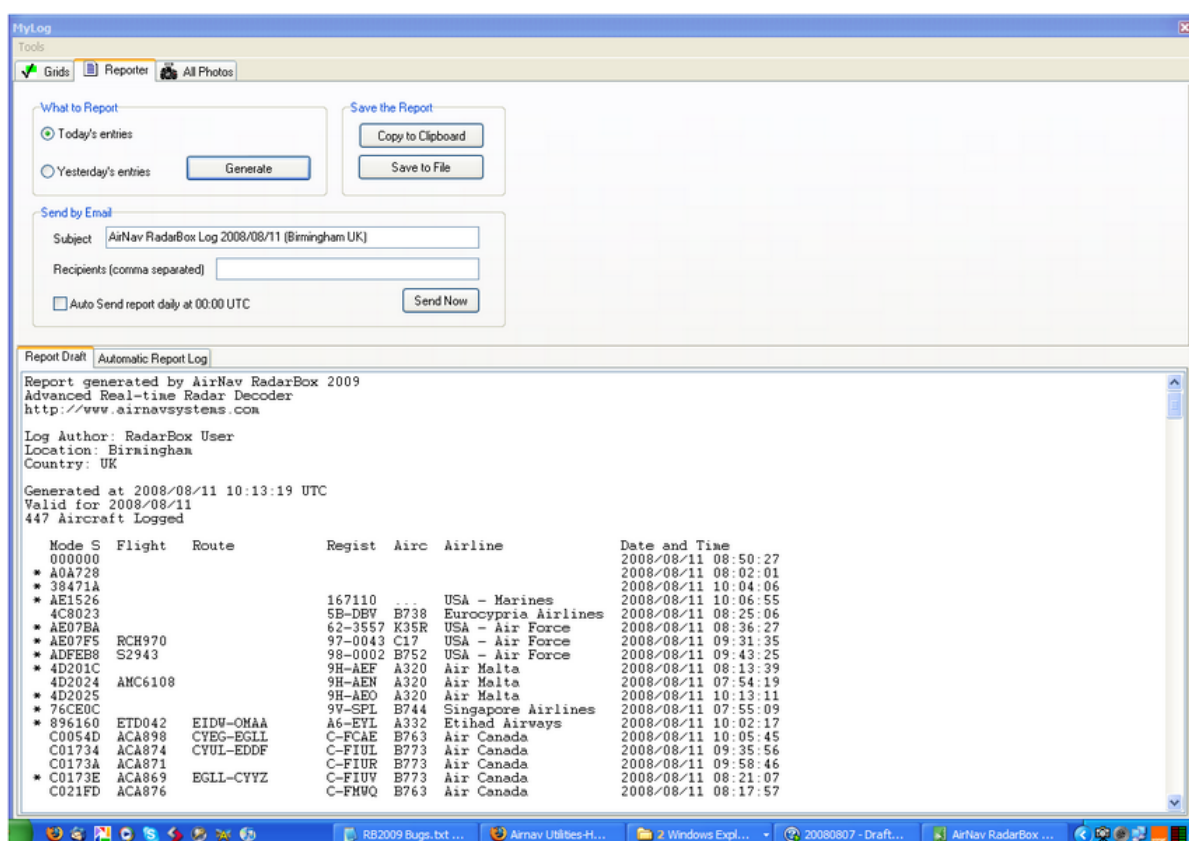 MyLog
Tools
Grids Reporter All Photos
What to Report Save the Report
Today's entries Copy to Clipboard
Yesterday's entries Generate Save to File
Send by Email
Subject AirNav RadarBox Log 2008/08/11 (Birmingham UK)
Recipients (comma separated)
Auto Send report daily at 00:00 UTC Send Now
Report Draft Automatic Report Log
Report generated by AirNav RadarBox 2009
Advanced Real-time Radar Decoder
http://www.airnavsystems.com
Log Author: RadarBox User
Location: Birmingham
Country: UK
Generated at 2008/08/11 10:13:19 UTC
Valid for 2008/08/11
447 Aircraft Logged
Mode S Flight Route Regist Airc Airline Date and Time
000000 2008/08/11 08:50:27
* A0A728 2008/08/11 08:02:01
* 38471A 2008/08/11 10:04:06
* AE1526 167110 ... USA - Marines 2008/08/11 10:06:55
4C8023 5B-DBV B738 Eurocypria Airlines 2008/08/11 08:25:06
* AE07BA 62-3557 K35R USA - Air Force 2008/08/11 08:36:27
* AE07F5 RCH970 97-0043 C17 USA - Air Force 2008/08/11 09:31:35
* ADFEB8 S2943 98-0002 B752 USA - Air Force 2008/08/11 09:43:25
* 4D201C 9H-AEF A320 Air Malta 2008/08/11 08:13:39
4D2024 AMC6108 9H-AEN A320 Air Malta 2008/08/11 07:54:19
* 4D2025 9H-AEO A320 Air Malta 2008/08/11 10:13:11
* 76CE0C 9V-SPL B744 Singapore Airlines 2008/08/11 07:55:09
* 896160 ETD042 EIDW-OMAA A6-EYL A332 Etihad Airways 2008/08/11 10:02:17
C0054D ACA898 CYEG-EGLL C-FCAE B763 Air Canada 2008/08/11 10:05:45
C01734 ACA874 CYUL-EDDF C-FIUL B773 Air Canada 2008/08/11 09:35:56
C0173A ACA871 C-FIUR B773 Air Canada 2008/08/11 09:58:46
* C0173E ACA869 EGLL-CYYZ C-FIUV B773 Air Canada 2008/08/11 08:21:07
C021FD ACA876 C-FMWQ B763 Air Canada 2008/08/11 08:17:57
RB2009 Bugs.txt ... Airnav Utilities-H... 2 Windows Expl... 20080807 - Draft... AirNav RadarBox ...